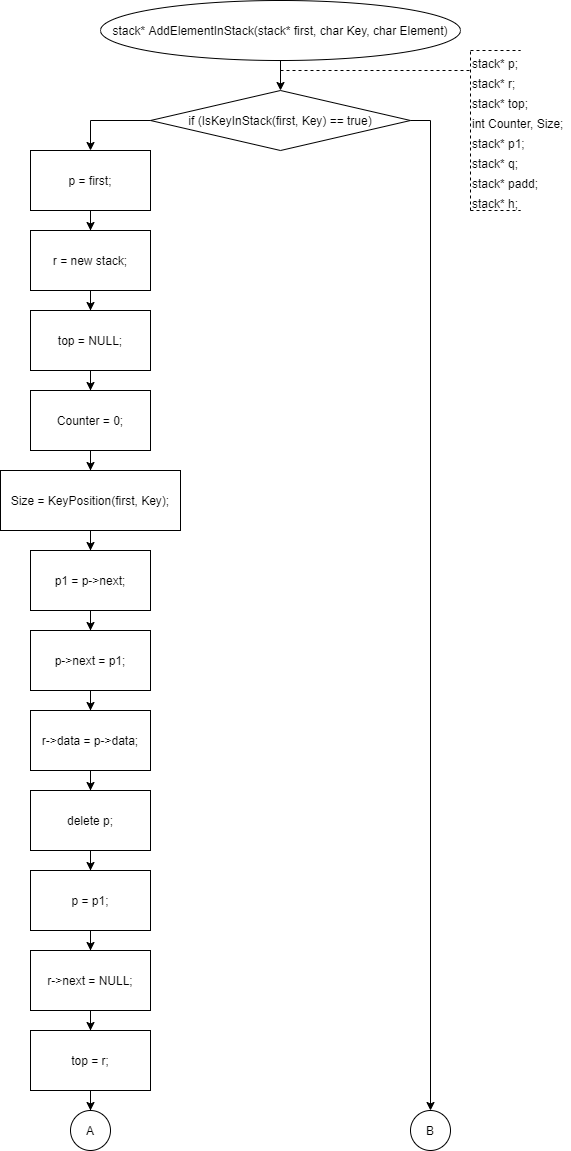 stack* AddElementInStack(stack* first, char Key, char Element)
stack* p;
stack* r;
stack* top;
int Counter, Size;
stack* p1;
stack* q;
stack* padd;
stack* h;
if (IsKeyInStack(first, Key) == true)
p = first;
r = new stack;
top = NULL;
Counter = 0;
Size = KeyPosition(first, Key);
p1 = p->next;
p->next = p1;
r->data = p->data;
delete p;
p = p1;
r->next = NULL;
top = r;
A
B